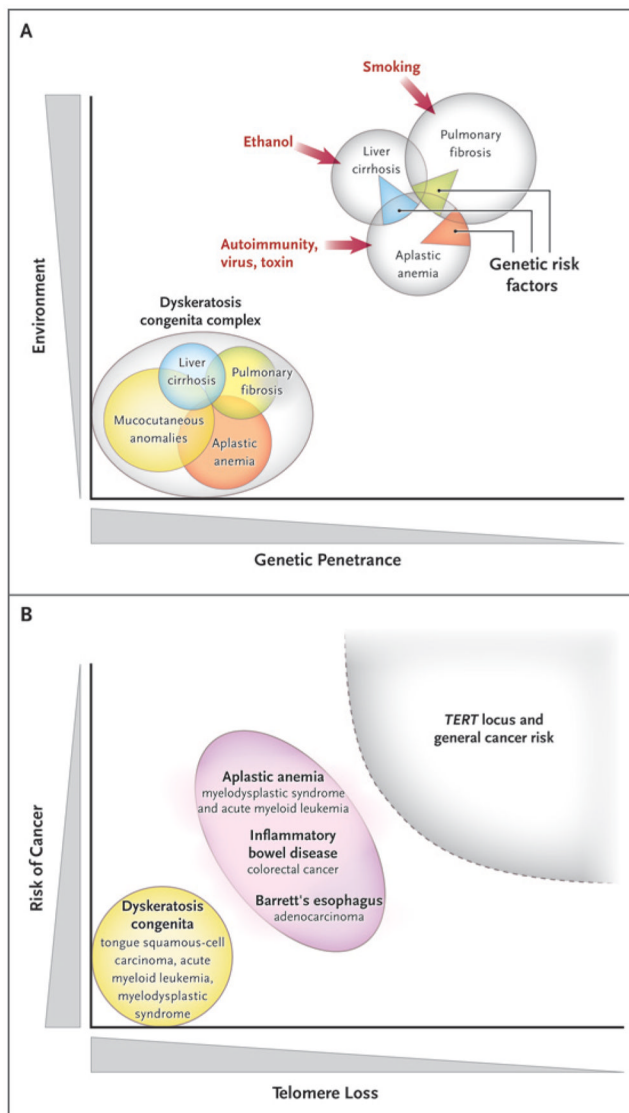 A
Smoking
Pulmonary
fibrosis
Ethanol
Liver
cirrhosis
Autoimmunity,
virus, toxin
Aplastic
anemia
Genetic risk
factors
Environment
Dyskeratosis
congenita complex
Liver
cirrhosis
Pulmonary
fibrosis
Mucocutaneous
anomalies
Aplastic
anemia
Genetic Penetrance
B
TERT locus and
general cancer risk
Aplastic anemia
myelodysplastic syndrome
and acute myeloid leukemia
Inflammatory
bowel disease
colorectal cancer
Barrett's esophagus
adenocarcinoma
Risk of Cancer
Dyskeratosis
congenita
tongue squamous-cell
carcinoma, acute
myeloid leukemia,
myelodysplastic
syndrome
Telomere Loss